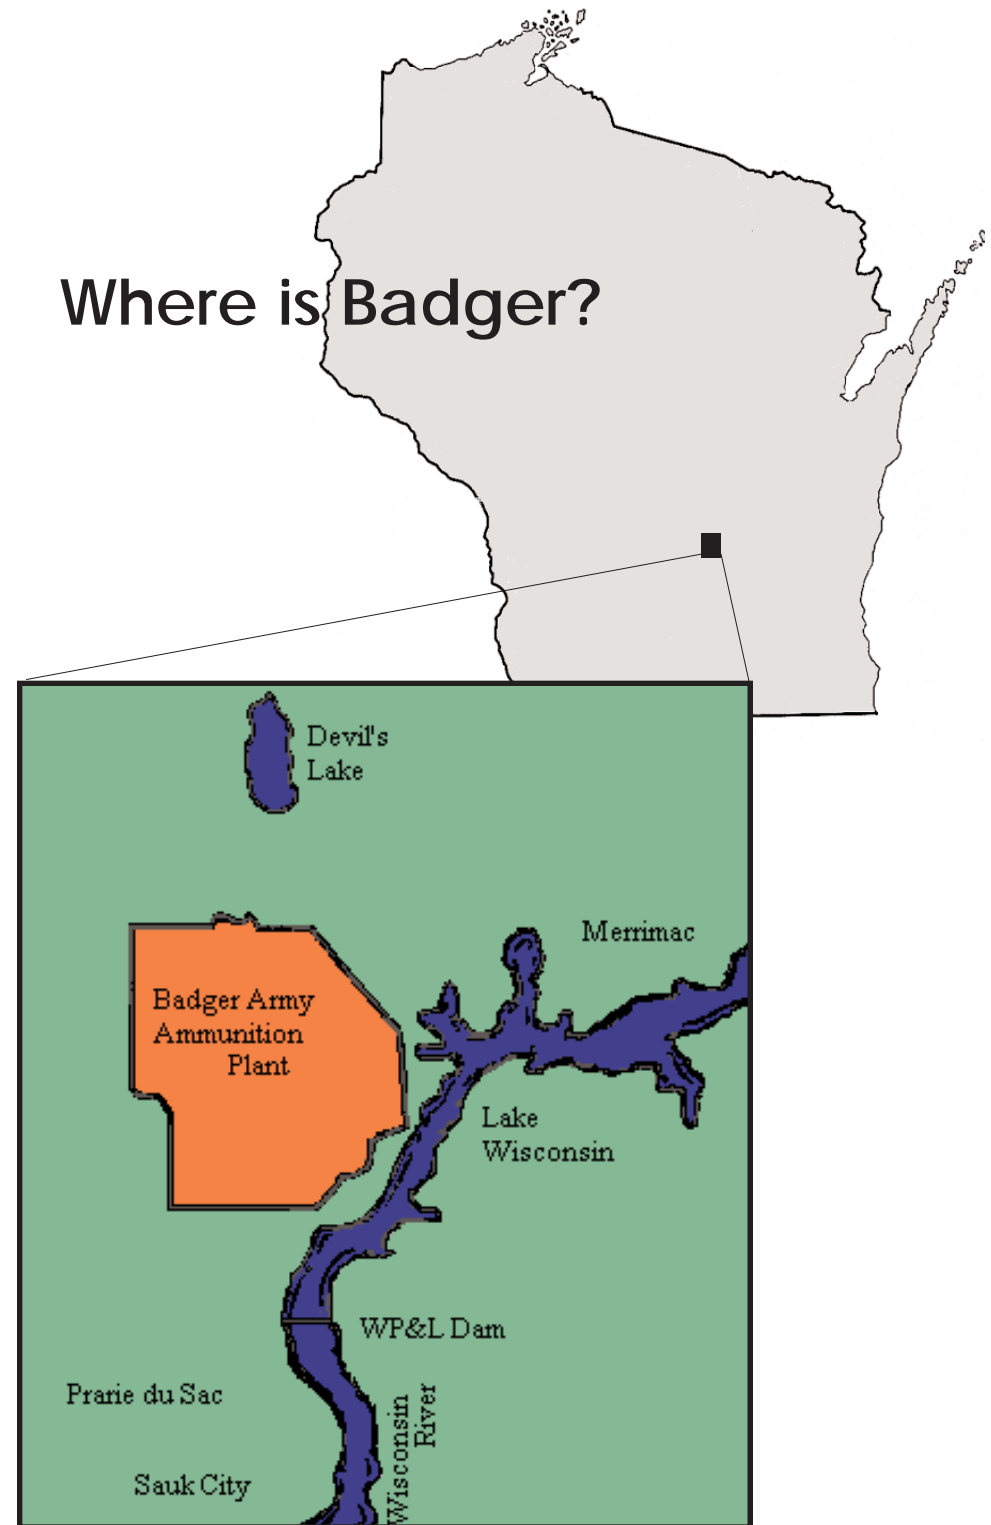 Where is Badger?
Devil's
Lake
Merrimac
Badger Army
Ammunition
Plant
Lake
Wisconsin
WP&L Dam
Prarie du Sac
Wisconsin
River
Sauk City